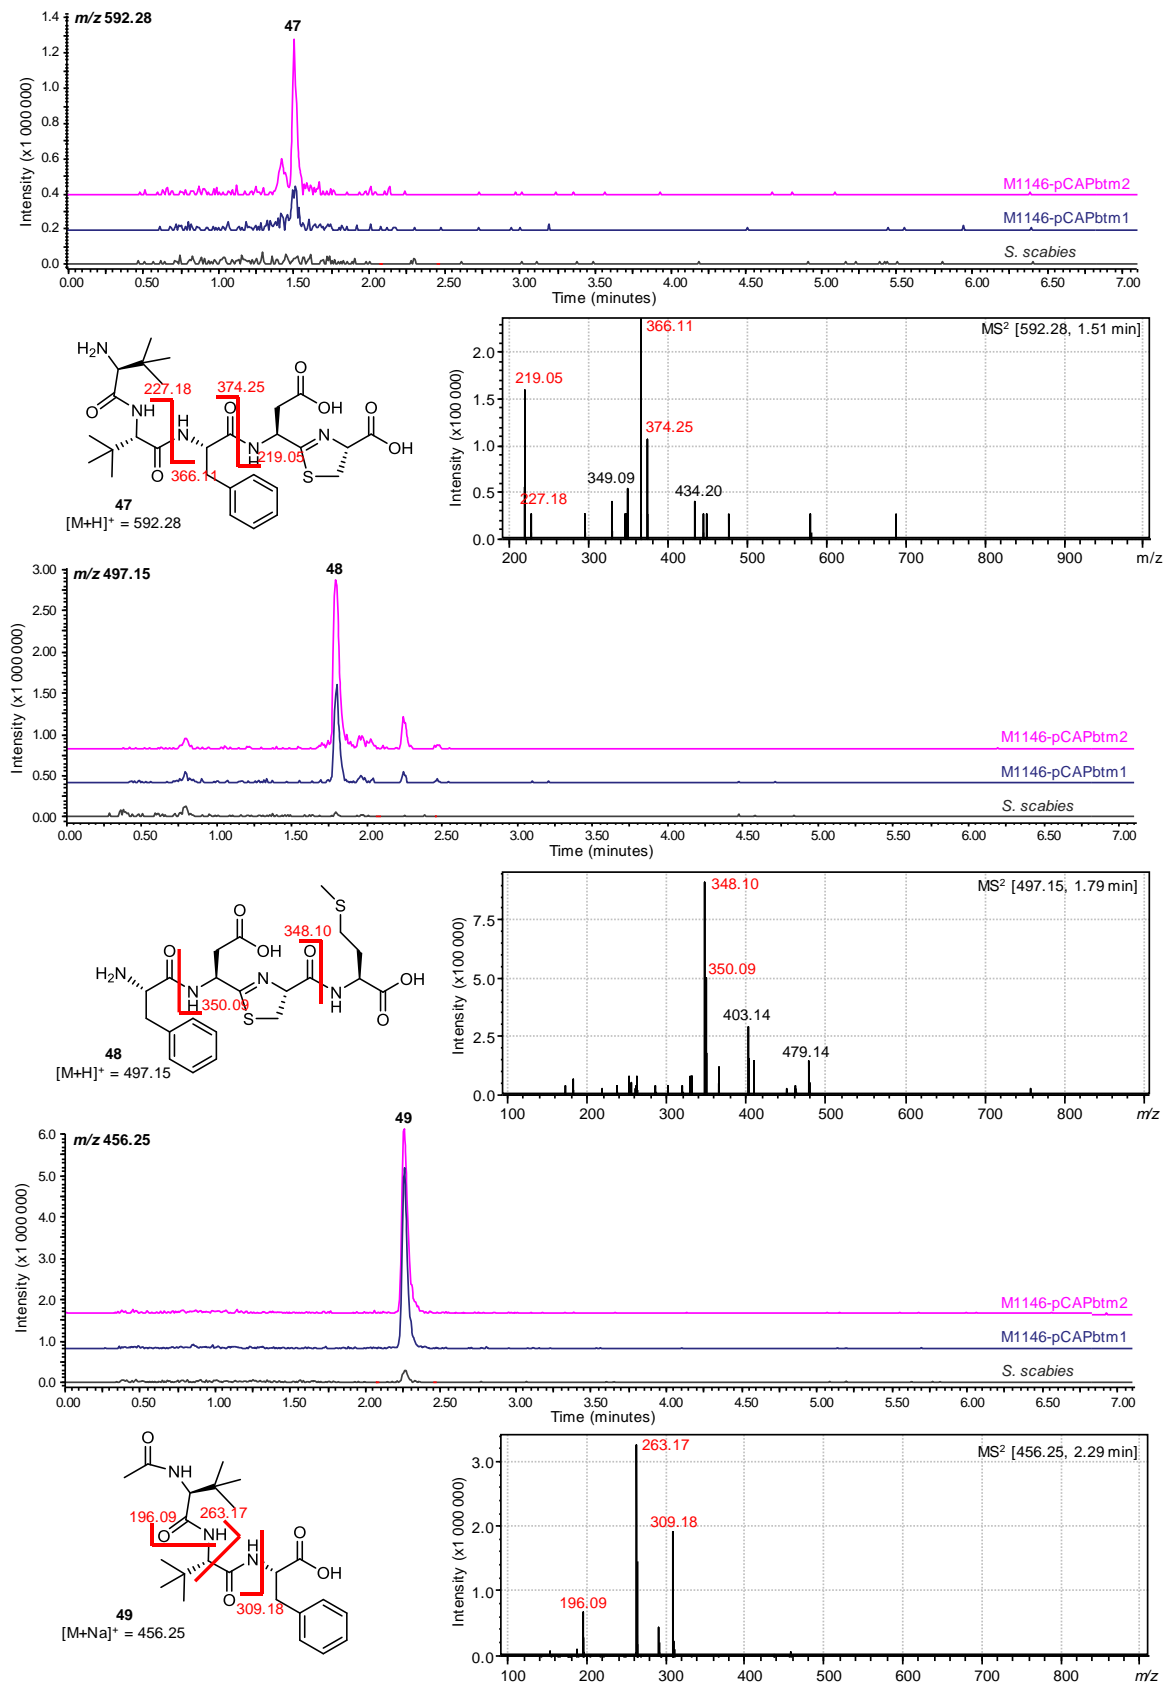 m/z 592.28
47
1.4
1.2
1.0
0.8
0.6
0.4
0.2
0.0
Intensity (x1 000 000)
M1146-pCAPbtm2
M1146-pCAPbtm1
S. scabies
0.00 0.50 1.00 1.50 2.00 2.50 3.00 3.50 4.00 4.50 5.00 5.50 6.00 6.50 7.00
Time (minutes)
H2N
O
NH
227.18
374.25
H
N
O
O
OH
O
OH
N
S
N
H
219.05
366.11
O
47
[M+H]+ = 592.28
MS2 [592.28, 1.51 min]
366.11
219.05
374.25
349.09
434.20
227.18
2.0
1.5
1.0
0.5
0.0
Intensity (x100 000)
200 300 400 500 600 700 800 900 m/z
m/z 497.15
48
3.00
2.50
2.00
1.50
1.00
0.50
0.00
Intensity (x1 000 000)
M1146-pCAPbtm2
M1146-pCAPbtm1
S. scabies
0.00 0.50 1.00 1.50 2.00 2.50 3.00 3.50 4.00 4.50 5.00 5.50 6.00 6.50 7.00
Time (minutes)
S
O
OH
348.10
O
O
H2N
N
H
350.09
N
S
N
H
O
OH
48
[M+H]+ = 497.15
MS2 [497.15, 1.79 min]
348.10
350.09
403.14
479.14
7.5
5.0
2.5
0.0
Intensity (x100 000)
100 200 300 400 500 600 700 800 m/z
m/z 456.25
49
6.0
5.0
4.0
3.0
2.0
1.0
0.0
Intensity (x1 000 000)
M1146-pCAPbtm2
M1146-pCAPbtm1
S. scabies
0.00 0.50 1.00 1.50 2.00 2.50 3.00 3.50 4.00 4.50 5.00 5.50 6.00 6.50 7.00
Time (minutes)
O
NH
196.09
263.17
O
NH
H
N
O
OH
O
309.18
49
[M+Na]+ = 456.25
MS2 [456.25, 2.29 min]
263.17
309.18
196.09
3.0
2.0
1.0
0.0
Intensity (x1 000 000)
100 200 300 400 500 600 700 800 m/z